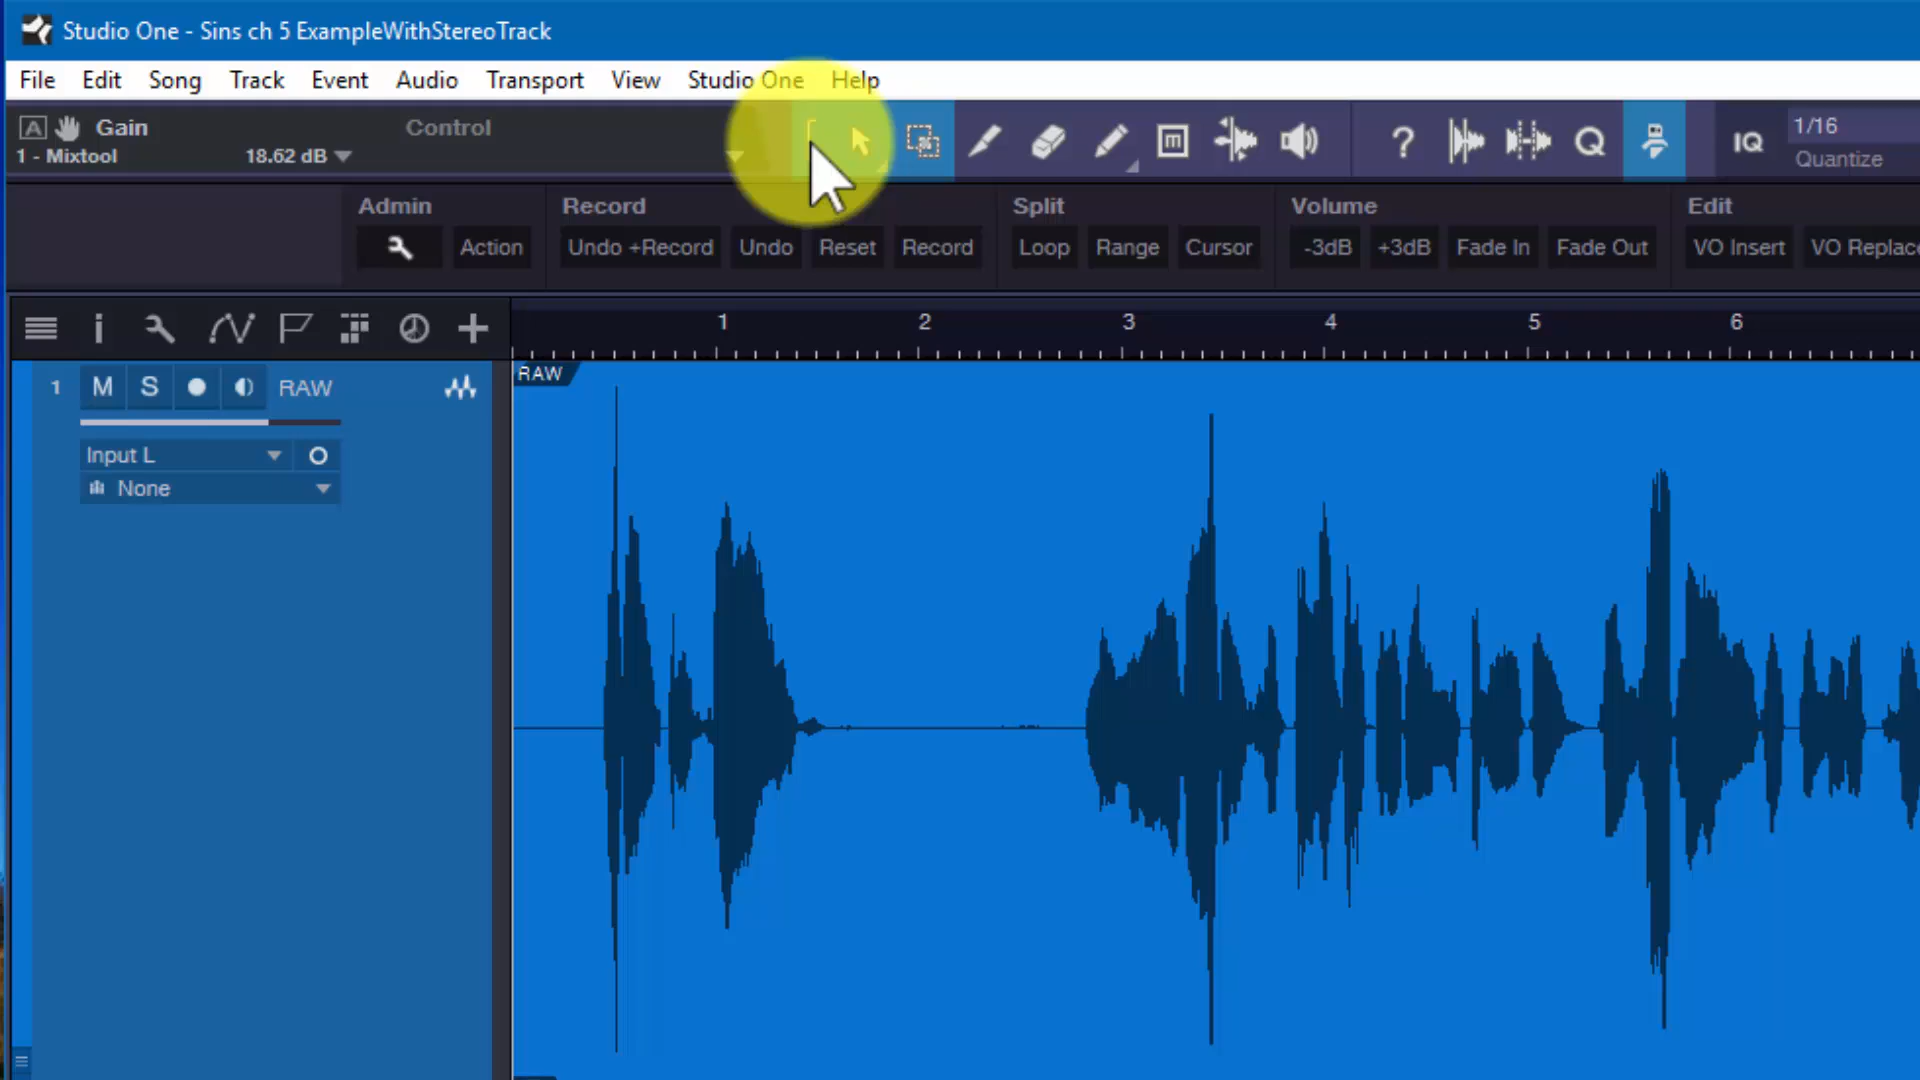 Studio One - Sins ch 5 ExampleWithStereoTrack
File Edit Song Track Event Audio Transport View Studio One Help
A Gain Control
1 - Mixtool 18.62 dB
? Q IQ 1/16
Quantize
Admin Record Split Volume Edit
Action Undo +Record Undo Reset Record Loop Range Cursor -3dB +3dB Fade In Fade Out VO Insert VO Replac
i 1 2 3 4 5 6
1 M S RAW
RAW
Input L
None